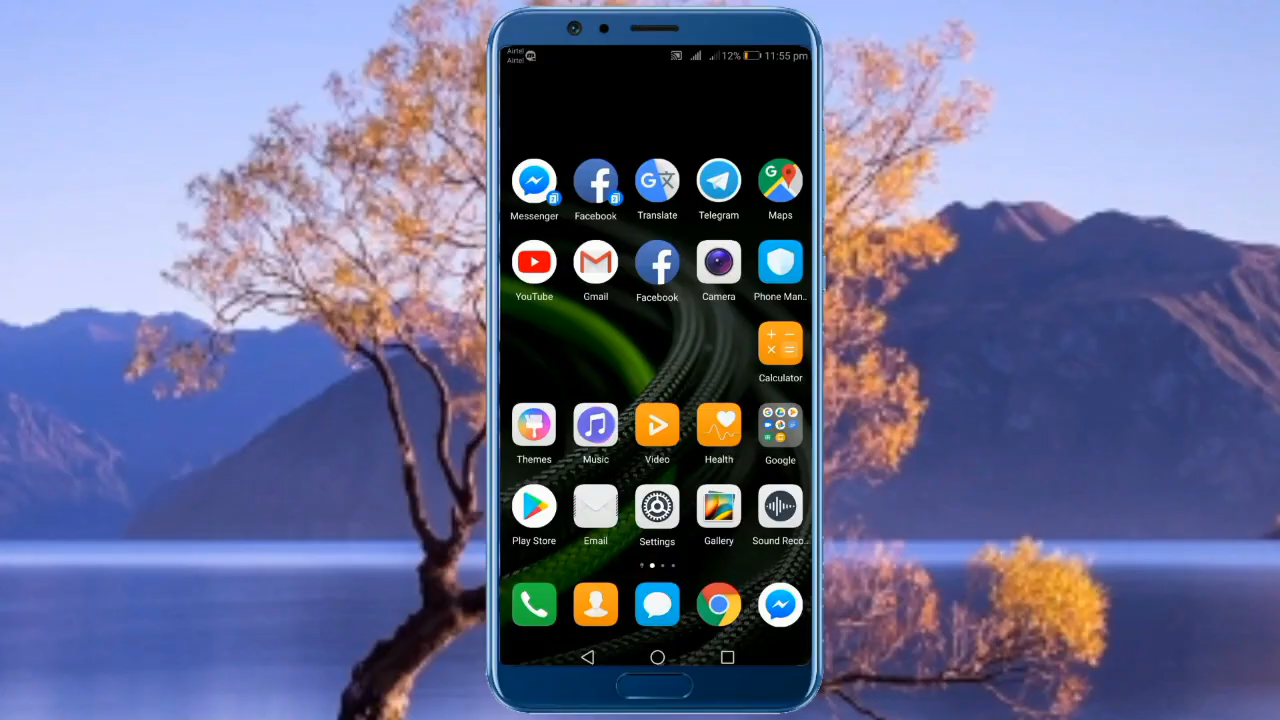 Airtel 12% 11:55 pm
Airtel
Messenger Facebook Translate Telegram Maps
YouTube Gmail Facebook Camera Phone Man..
Calculator
Themes Music Video Health Google
Play Store Email Settings Gallery Sound Reco..